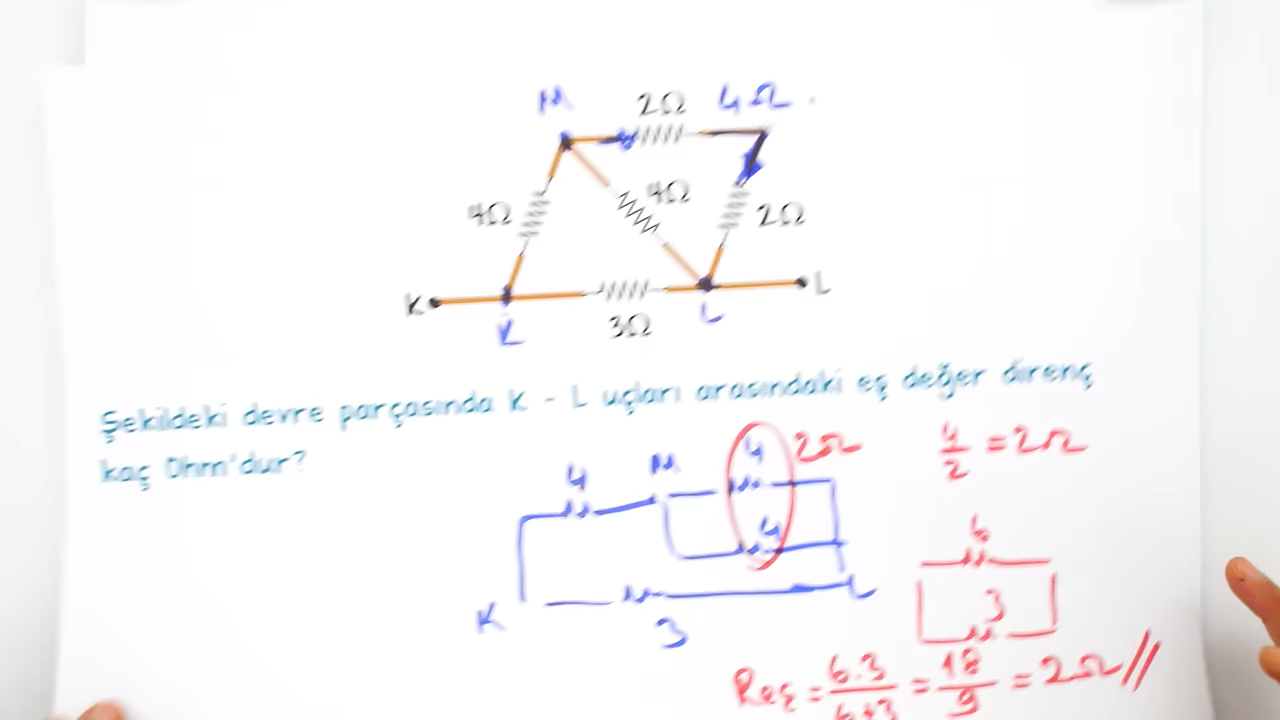 M 2Ω 4Ω
4Ω 4Ω 2Ω
K L
K 3Ω L
Şekildeki devre parçasında K - L uçları arasındaki eş değer direnç
kaç Ohm'dur?
4 M 4 2Ω
4
K 3 L
4/2 = 2Ω
6
3
Reş = 6.3/6+3 = 18/9 = 2Ω//